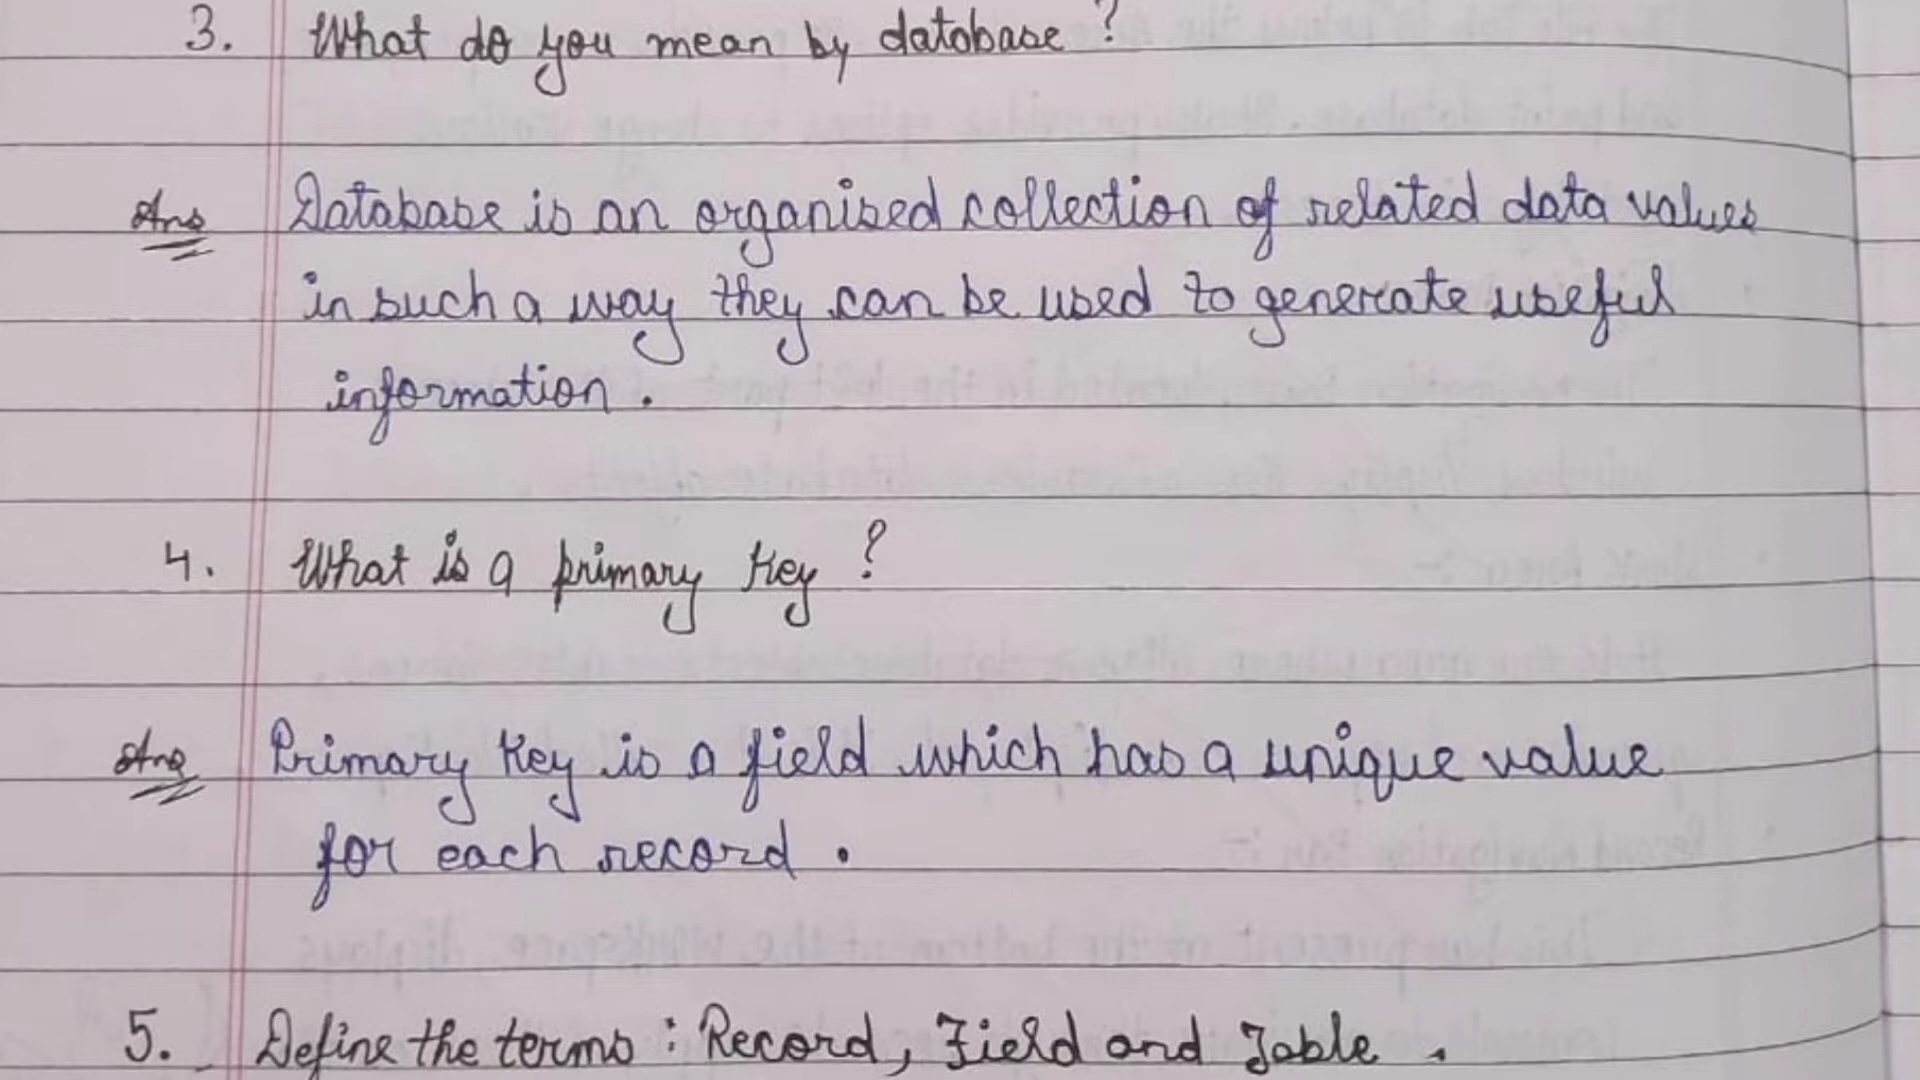 3. What do you mean by database ?
Ans Database is an organised collection of related data values
in such a way they can be used to generate useful
information .
4. What is a primary key ?
Ans Primary key is a field which has a unique value
for each record .
5. Define the terms : Record, Field and Table .